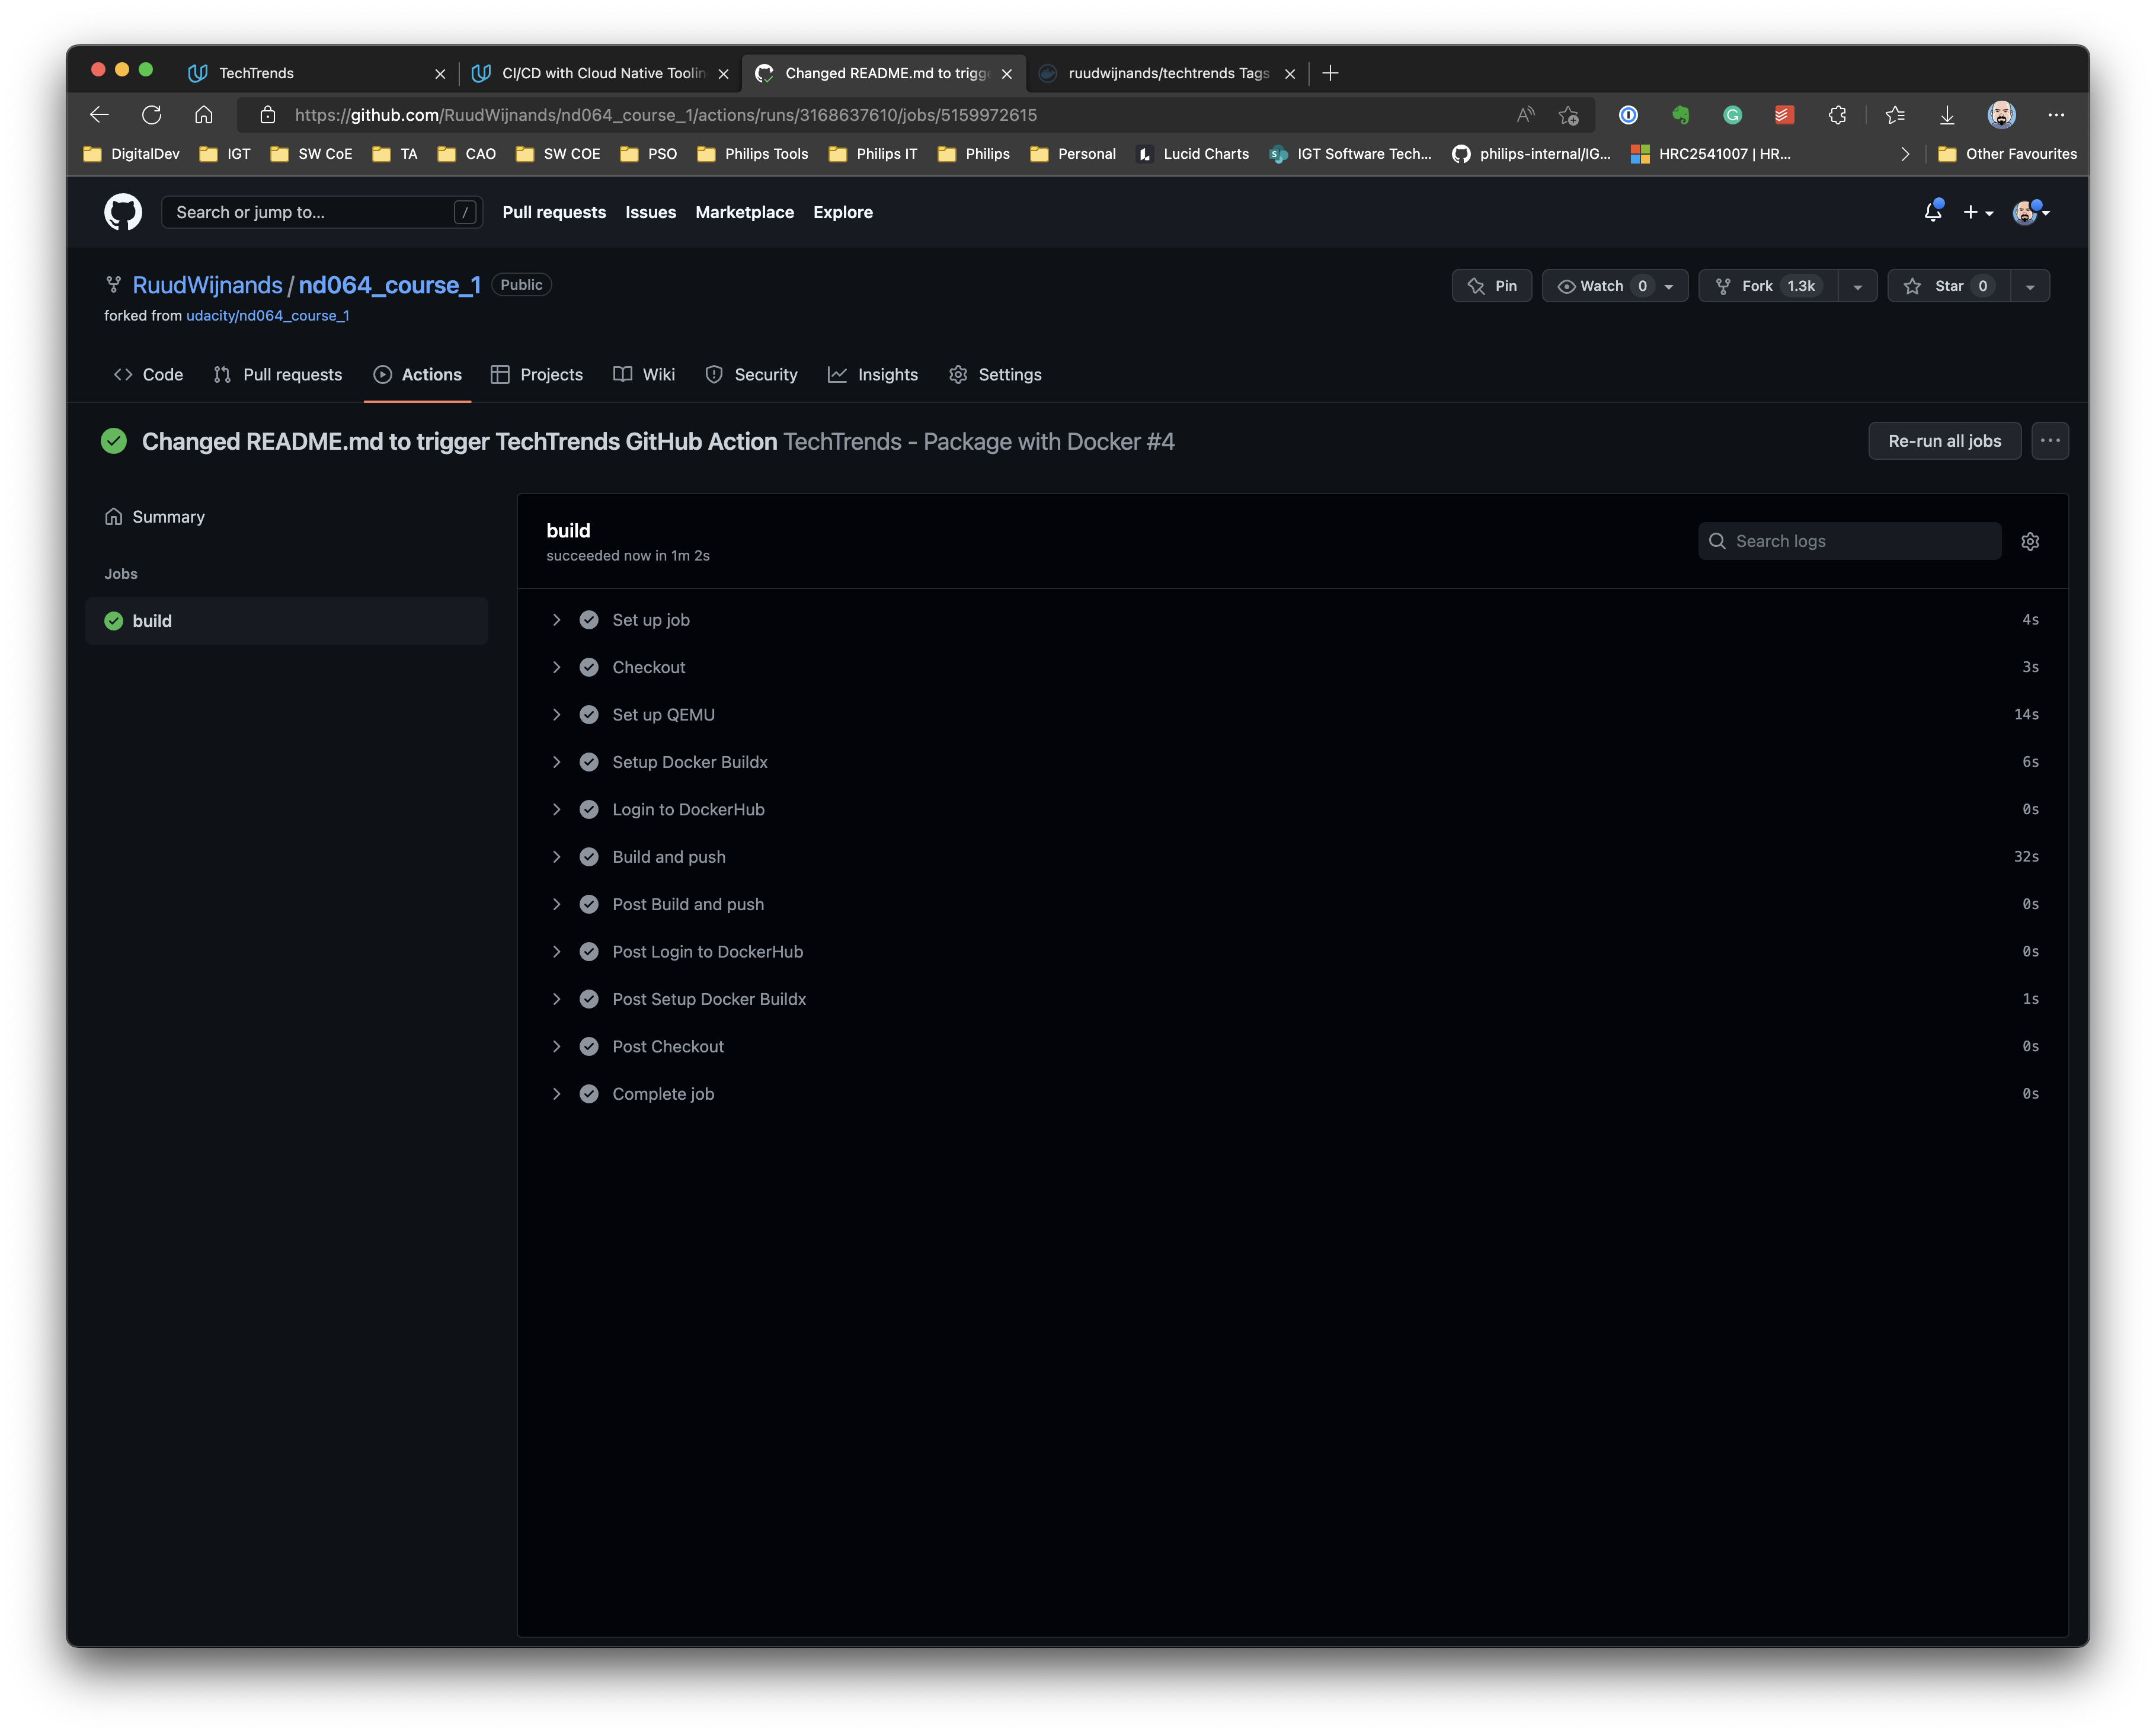 TechTrends
CI/CD with Cloud Native Toolin
Changed README.md to trigg
ruudwijnands/techtrends Tags
https://github.com/RuudWijnands/nd064_course_1/actions/runs/3168637610/jobs/5159972615
DigitalDev IGT SW CoE TA CAO SW COE PSO Philips Tools Philips IT Philips Personal Lucid Charts IGT Software Tech... philips-internal/IG... HRC2541007 | HR... Other Favourites
Search or jump to... / Pull requests Issues Marketplace Explore
RuudWijnands / nd064_course_1 Public
Pin Watch 0 Fork 1.3k Star 0
forked from udacity/nd064_course_1
Code Pull requests Actions Projects Wiki Security Insights Settings
Changed README.md to trigger TechTrends GitHub Action TechTrends - Package with Docker #4
Re-run all jobs
Summary
Jobs
build
build
succeeded now in 1m 2s
Search logs
Set up job 4s
Checkout 3s
Set up QEMU 14s
Setup Docker Buildx 6s
Login to DockerHub 0s
Build and push 32s
Post Build and push 0s
Post Login to DockerHub 0s
Post Setup Docker Buildx 1s
Post Checkout 0s
Complete job 0s